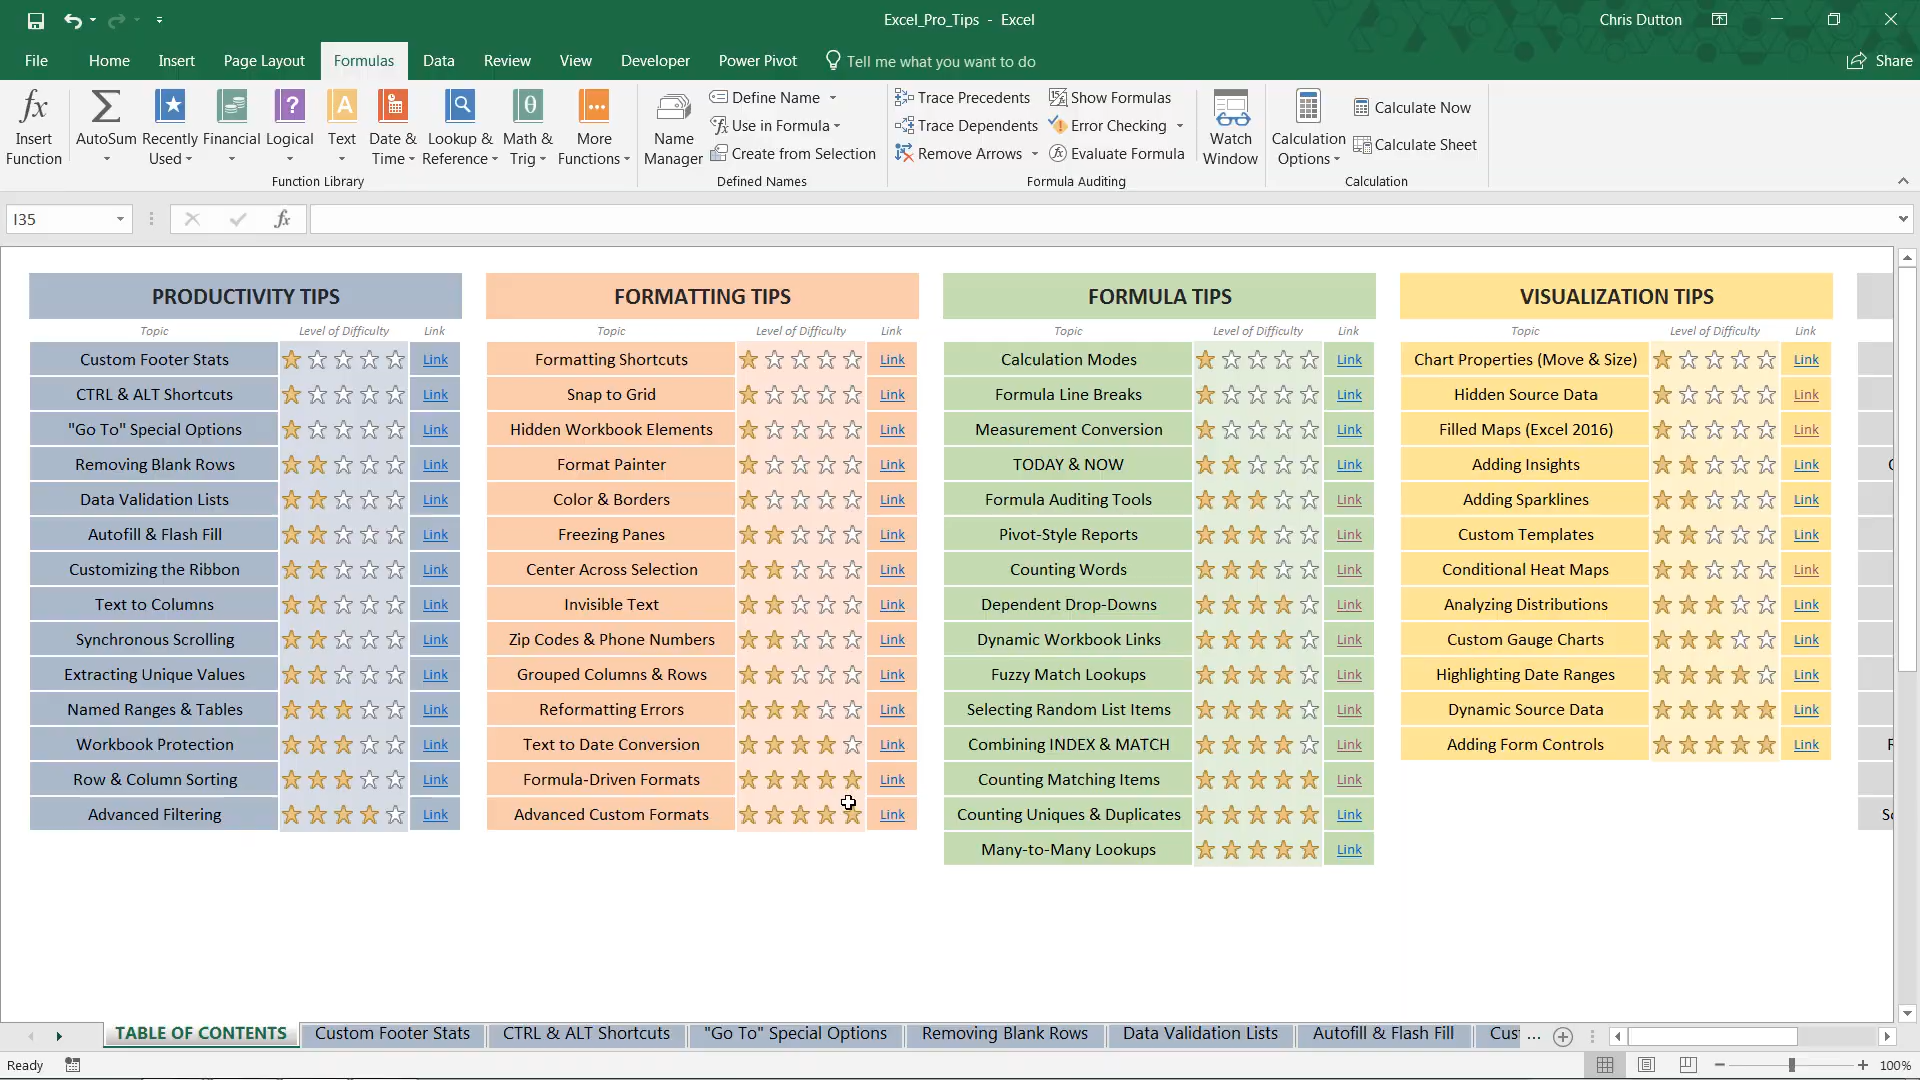 Excel_Pro_Tips - Excel
Chris Dutton
File Home Insert Page Layout Formulas Data Review View Developer Power Pivot Tell me what you want to do Share
Insert Function
AutoSum
Recently Used
Financial
Logical
Text
Date & Time
Lookup & Reference
Math & Trig
More Functions
Function Library
Name Manager
Define Name
Use in Formula
Create from Selection
Defined Names
Trace Precedents
Trace Dependents
Remove Arrows
Show Formulas
Error Checking
Evaluate Formula
Formula Auditing
Watch Window
Calculation Options
Calculate Now
Calculate Sheet
Calculation
I35
fx
PRODUCTIVITY TIPS
Topic Level of Difficulty Link
Custom Footer Stats Link
CTRL & ALT Shortcuts Link
"Go To" Special Options Link
Removing Blank Rows Link
Data Validation Lists Link
Autofill & Flash Fill Link
Customizing the Ribbon Link
Text to Columns Link
Synchronous Scrolling Link
Extracting Unique Values Link
Named Ranges & Tables Link
Workbook Protection Link
Row & Column Sorting Link
Advanced Filtering Link
FORMATTING TIPS
Topic Level of Difficulty Link
Formatting Shortcuts Link
Snap to Grid Link
Hidden Workbook Elements Link
Format Painter Link
Color & Borders Link
Freezing Panes Link
Center Across Selection Link
Invisible Text Link
Zip Codes & Phone Numbers Link
Grouped Columns & Rows Link
Reformatting Errors Link
Text to Date Conversion Link
Formula-Driven Formats Link
Advanced Custom Formats Link
FORMULA TIPS
Topic Level of Difficulty Link
Calculation Modes Link
Formula Line Breaks Link
Measurement Conversion Link
TODAY & NOW Link
Formula Auditing Tools Link
Pivot-Style Reports Link
Counting Words Link
Dependent Drop-Downs Link
Dynamic Workbook Links Link
Fuzzy Match Lookups Link
Selecting Random List Items Link
Combining INDEX & MATCH Link
Counting Matching Items Link
Counting Uniques & Duplicates Link
Many-to-Many Lookups Link
VISUALIZATION TIPS
Topic Level of Difficulty Link
Chart Properties (Move & Size) Link
Hidden Source Data Link
Filled Maps (Excel 2016) Link
Adding Insights Link
Adding Sparklines Link
Custom Templates Link
Conditional Heat Maps Link
Analyzing Distributions Link
Custom Gauge Charts Link
Highlighting Date Ranges Link
Dynamic Source Data Link
Adding Form Controls Link
TABLE OF CONTENTS Custom Footer Stats CTRL & ALT Shortcuts "Go To" Special Options Removing Blank Rows Data Validation Lists Autofill & Flash Fill Cus ...
Ready 100%